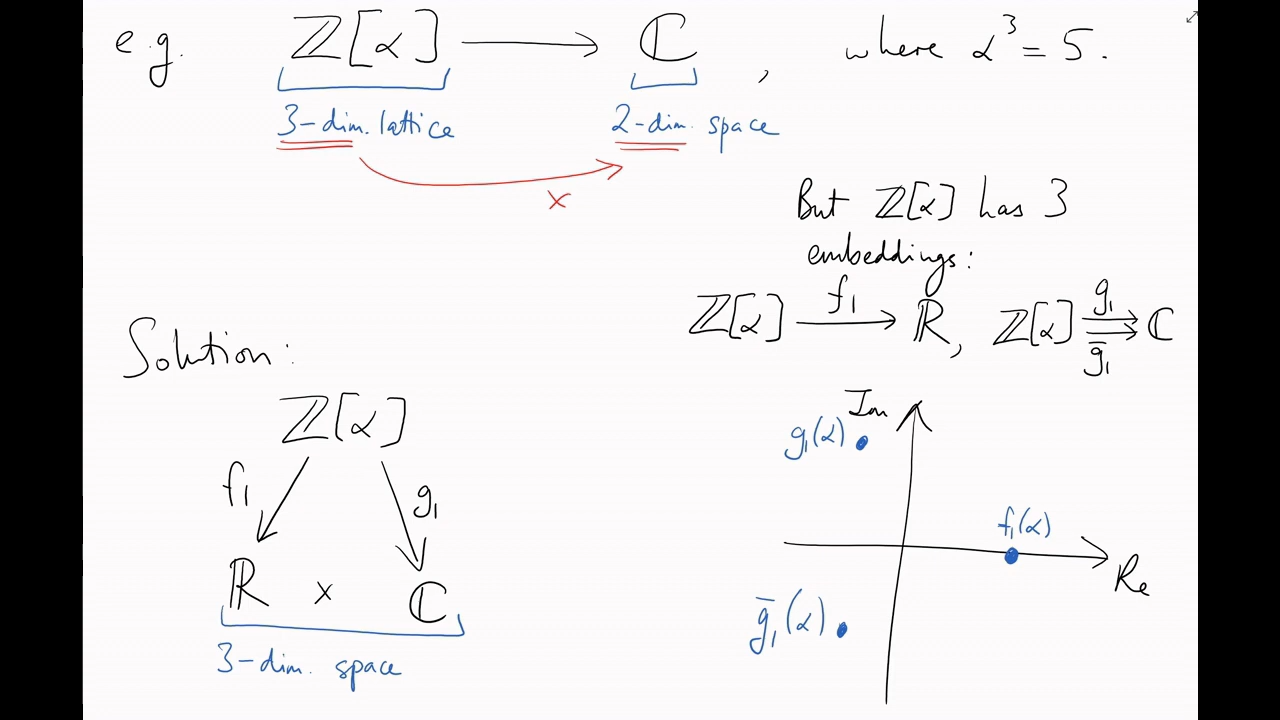 e.g. ℤ[α] ⟶ ℂ , where α³ = 5.
3-dim. lattice 2-dim. space
×
But ℤ[α] has 3
embeddings:
ℤ[α] ⟶ ℝ, ℤ[α] ⇉ ℂ
f₁ g₁
ḡ₁
Solution:
ℤ[α]
f₁ g₁
ℝ × ℂ
3-dim. space
Im
g₁(α)
f₁(α)
Re
ḡ₁(α)